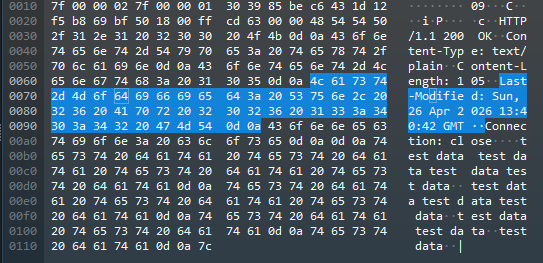 0010 7f 00 00 02 7f 00 00 01 30 39 85 be c6 43 1d 12 ········09···C··
0020 f5 b8 69 bf 50 18 00 ff cd 63 00 00 48 54 54 50 ··i·P····c··HTTP
0030 2f 31 2e 31 20 32 30 30 20 4f 4b 0d 0a 43 6f 6e /1.1 200 OK··Con
0040 74 65 6e 74 2d 54 79 70 65 3a 20 74 65 78 74 2f tent-Type: text/
0050 70 6c 61 69 6e 0d 0a 43 6f 6e 74 65 6e 74 2d 4c plain··Content-L
0060 65 6e 67 74 68 3a 20 31 30 35 0d 0a 4c 61 73 74 ength: 105··Last
0070 2d 4d 6f 64 69 66 69 65 64 3a 20 53 75 6e 2c 20 -Modified: Sun,
0080 32 36 20 41 70 72 20 32 30 32 36 20 31 33 3a 34 26 Apr 2026 13:4
0090 30 3a 34 32 20 47 4d 54 0d 0a 43 6f 6e 6e 65 63 0:42 GMT··Connec
00a0 74 69 6f 6e 3a 20 63 6c 6f 73 65 0d 0a 0d 0a 74 tion: close····t
00b0 65 73 74 20 64 61 74 61 20 74 65 73 74 20 64 61 est data test da
00c0 74 61 20 74 65 73 74 20 64 61 74 61 20 74 65 73 ta test data tes
00d0 74 20 64 61 74 61 0d 0a 74 65 73 74 20 64 61 74 t data··test dat
00e0 61 20 74 65 73 74 20 64 61 74 61 20 74 65 73 74 a test data test
00f0 20 64 61 74 61 0d 0a 74 65 73 74 20 64 61 74 61 data··test data
0100 20 74 65 73 74 20 64 61 74 61 0d 0a 74 65 73 74 test data··test
0110 20 64 61 74 61 0d 0a 7c data··|